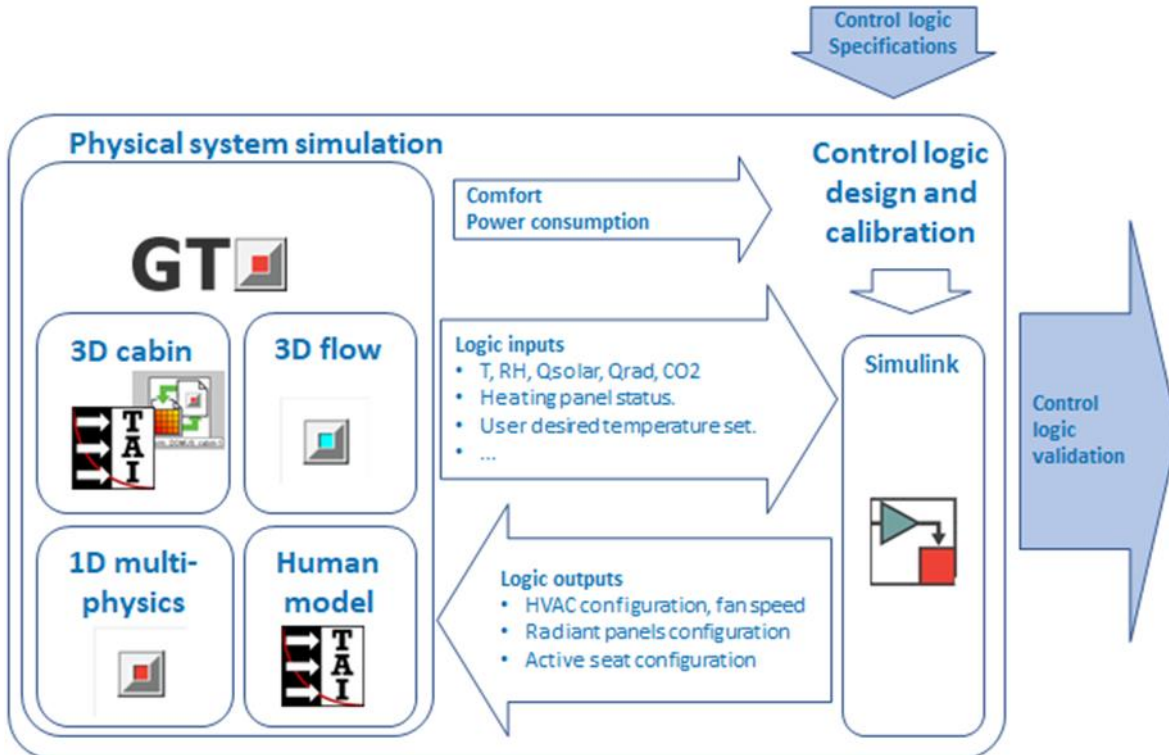 Control logic
Specifications
Physical system simulation
Control logic
design and
calibration
Comfort
Power consumption
GT
3D cabin
3D flow
TAI
Logic inputs
• T, RH, Qsolar, Qrad, CO2
• Heating panel status.
• User desired temperature set.
• ...
Simulink
Control
logic
validation
1D multi-
physics
Human
model
TAI
Logic outputs
• HVAC configuration, fan speed
• Radiant panels configuration
• Active seat configuration